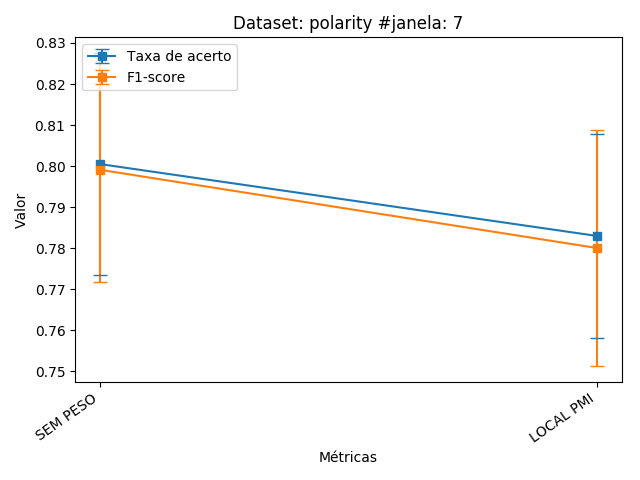 Dataset: polarity #janela: 7
Taxa de acerto
F1-score
0.83
0.82
0.81
0.80
0.79
0.78
0.77
0.76
0.75
Valor
SEM PESO
LOCAL PMI
Métricas